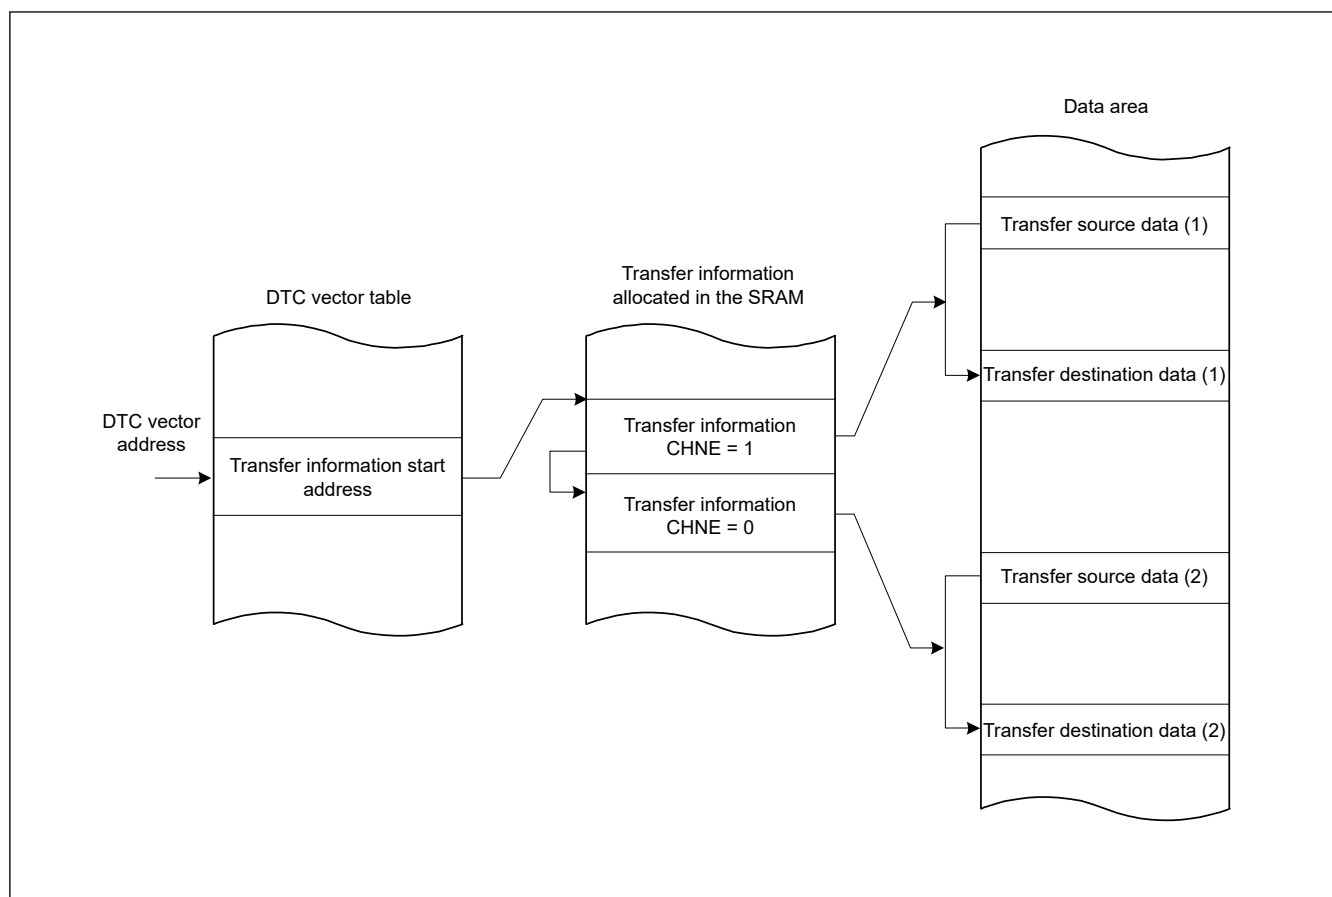 Data area
Transfer source data (1)
Transfer information
allocated in the SRAM
DTC vector table
Transfer destination data (1)
DTC vector
address
Transfer information start
address
Transfer information
CHNE = 1
Transfer information
CHNE = 0
Transfer source data (2)
Transfer destination data (2)